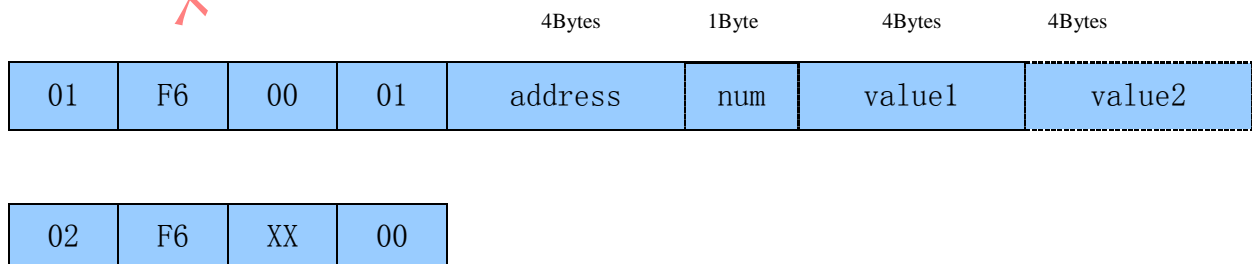 4Bytes 1Byte 4Bytes 4Bytes
01 F6 00 01 address num value1 value2
02 F6 XX 00